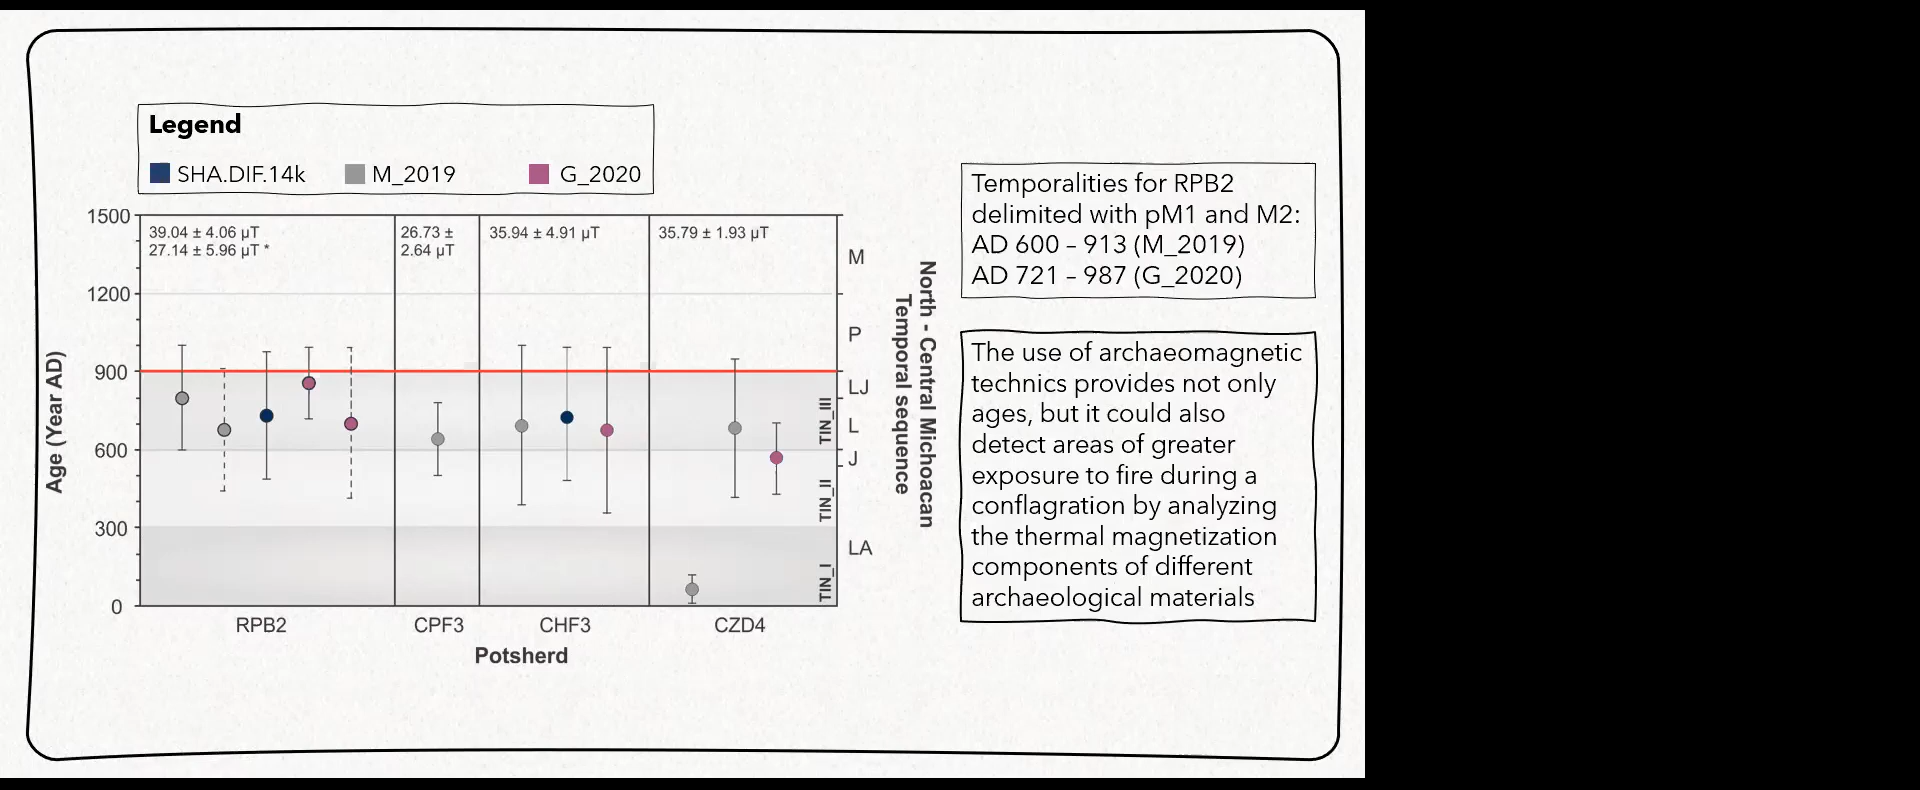 Legend
SHA.DIF.14k M_2019 G_2020
1500
1200
900
600
300
0
Age (Year AD)
39.04 ± 4.06 µT
27.14 ± 5.96 µT *
26.73 ±
2.64 µT
35.94 ± 4.91 µT
35.79 ± 1.93 µT
M
P
LJ
L
J
LA
TIN_III
TIN_II
TIN_I
North - Central Michoacan
Temporal sequence
RPB2 CPF3 CHF3 CZD4
Potsherd
Temporalities for RPB2
delimited with pM1 and M2:
AD 600 – 913 (M_2019)
AD 721 – 987 (G_2020)
The use of archaeomagnetic
technics provides not only
ages, but it could also
detect areas of greater
exposure to fire during a
conflagration by analyzing
the thermal magnetization
components of different
archaeological materials